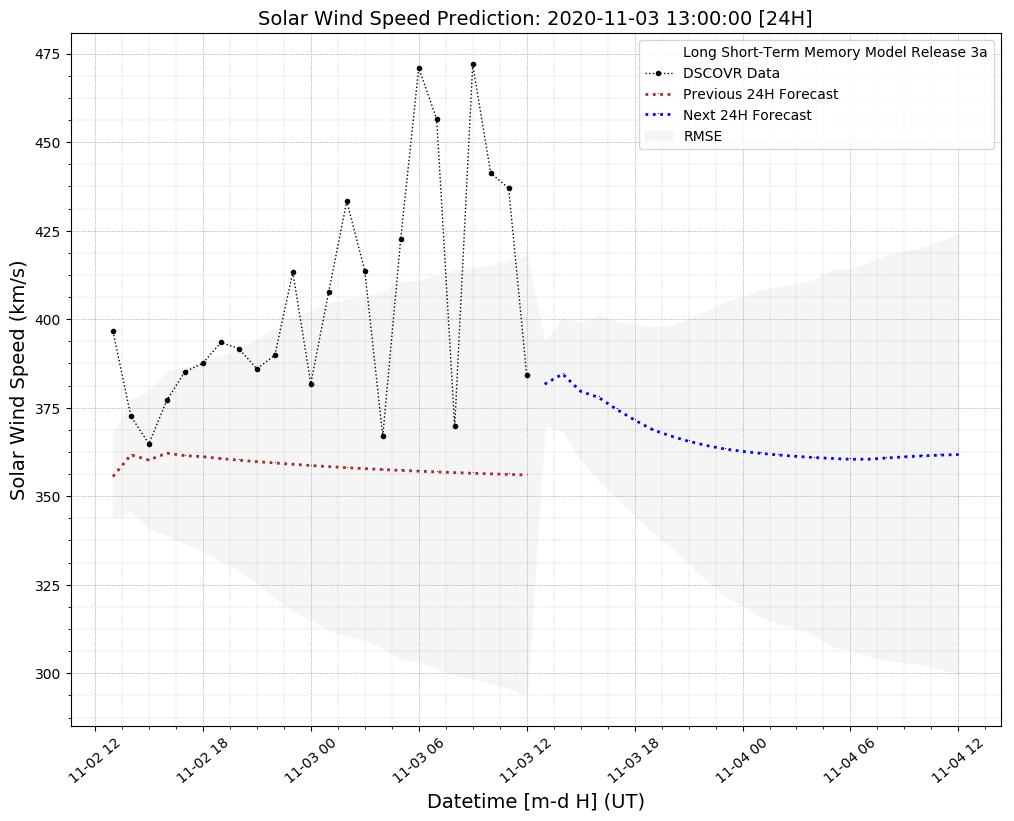 Solar Wind Speed Prediction: 2020-11-03 13:00:00 [24H]
Long Short-Term Memory Model Release 3a
DSCOVR Data
Previous 24H Forecast
Next 24H Forecast
RMSE
Solar Wind Speed (km/s)
475
450
425
400
375
350
325
300
11-02 12
11-02 18
11-03 00
11-03 06
11-03 12
11-03 18
11-04 00
11-04 06
11-04 12
Datetime [m-d H] (UT)